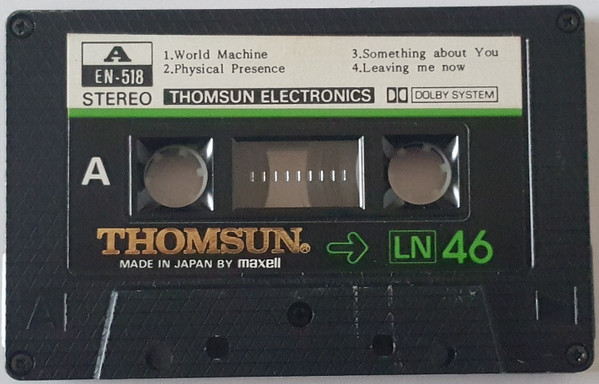 A
EN-518
STEREO
1.World Machine
2.Physical Presence
3.Something about You
4.Leaving me now
THOMSUN ELECTRONICS
DOLBY SYSTEM
A
THOMSUN®
MADE IN JAPAN BY maxell
LN 46
A